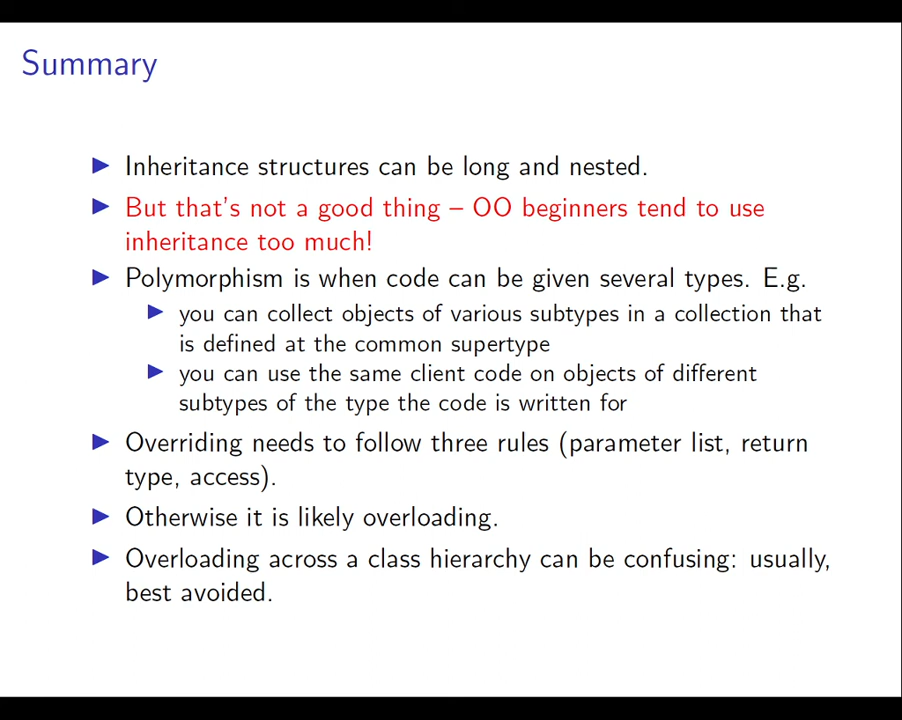 Summary
Inheritance structures can be long and nested.
But that's not a good thing – OO beginners tend to use
inheritance too much!
Polymorphism is when code can be given several types. E.g.
you can collect objects of various subtypes in a collection that
is defined at the common supertype
you can use the same client code on objects of different
subtypes of the type the code is written for
Overriding needs to follow three rules (parameter list, return
type, access).
Otherwise it is likely overloading.
Overloading across a class hierarchy can be confusing: usually,
best avoided.